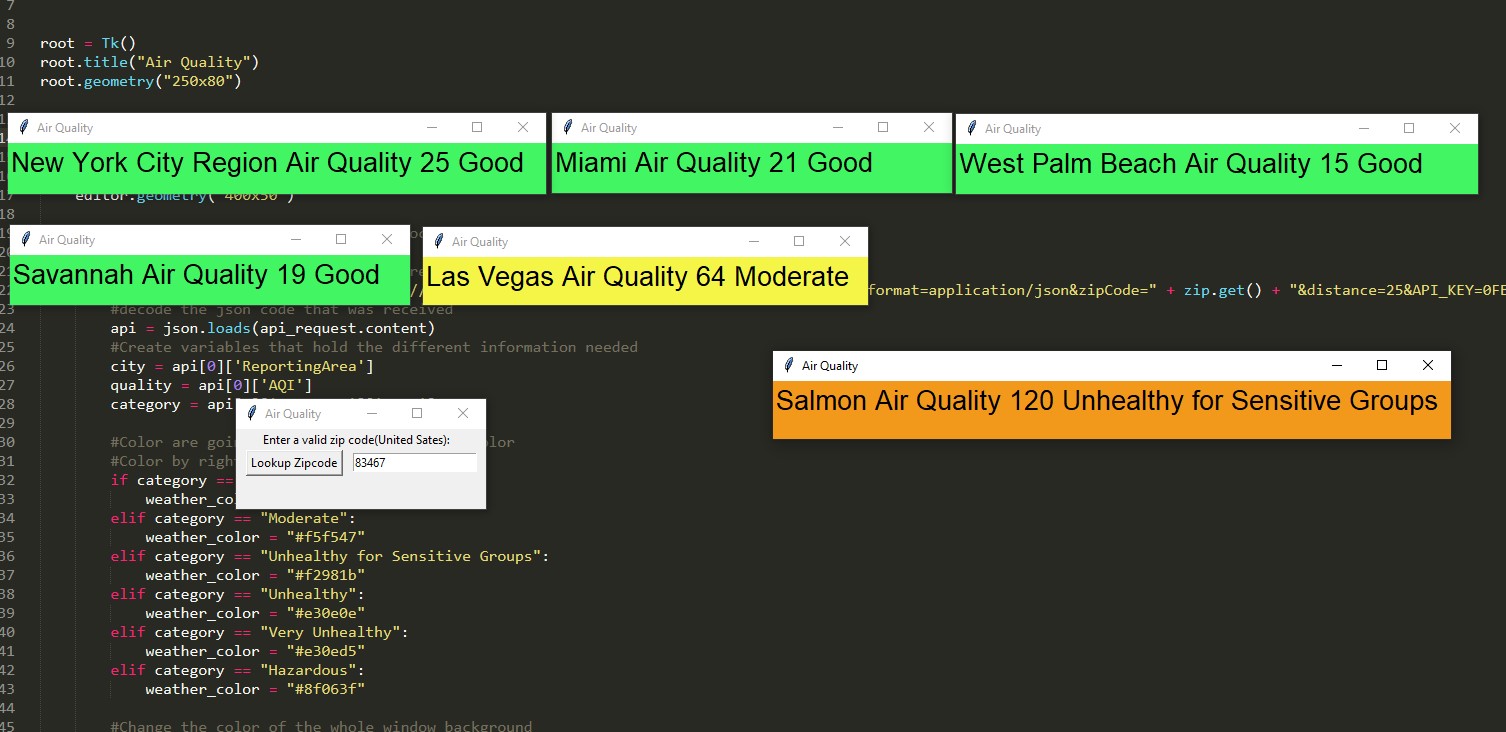 7
8
9 root = Tk()
10 root.title("Air Quality")
11 root.geometry("250x80")
12
Air Quality
Air Quality
Air Quality
New York City Region Air Quality 25 Good
Miami Air Quality 21 Good
West Palm Beach Air Quality 15 Good
17 editor.geometry("400x50")
18
Air Quality
Air Quality
Savannah Air Quality 19 Good
Las Vegas Air Quality 64 Moderate
format=application/json&zipCode=" + zip.get() + "&distance=25&API_KEY=0FE
23 #decode the json code that was received
24 api = json.loads(api_request.content)
25 #Create variables that hold the different information needed
26 city = api[0]['ReportingArea']
27 quality = api[0]['AQI']
28 category = api
29
Air Quality
Salmon Air Quality 120 Unhealthy for Sensitive Groups
Air Quality
Enter a valid zip code(United Sates):
Lookup Zipcode 83467
30 #Color are goi olor
31 #Color by righ
32 if category ==
33 weather_co
34 elif category == "Moderate":
35 weather_color = "#f5f547"
36 elif category == "Unhealthy for Sensitive Groups":
37 weather_color = "#f2981b"
38 elif category == "Unhealthy":
39 weather_color = "#e30e0e"
40 elif category == "Very Unhealthy":
41 weather_color = "#e30ed5"
42 elif category == "Hazardous":
43 weather_color = "#8f063f"
44
45 #Change the color of the whole window background